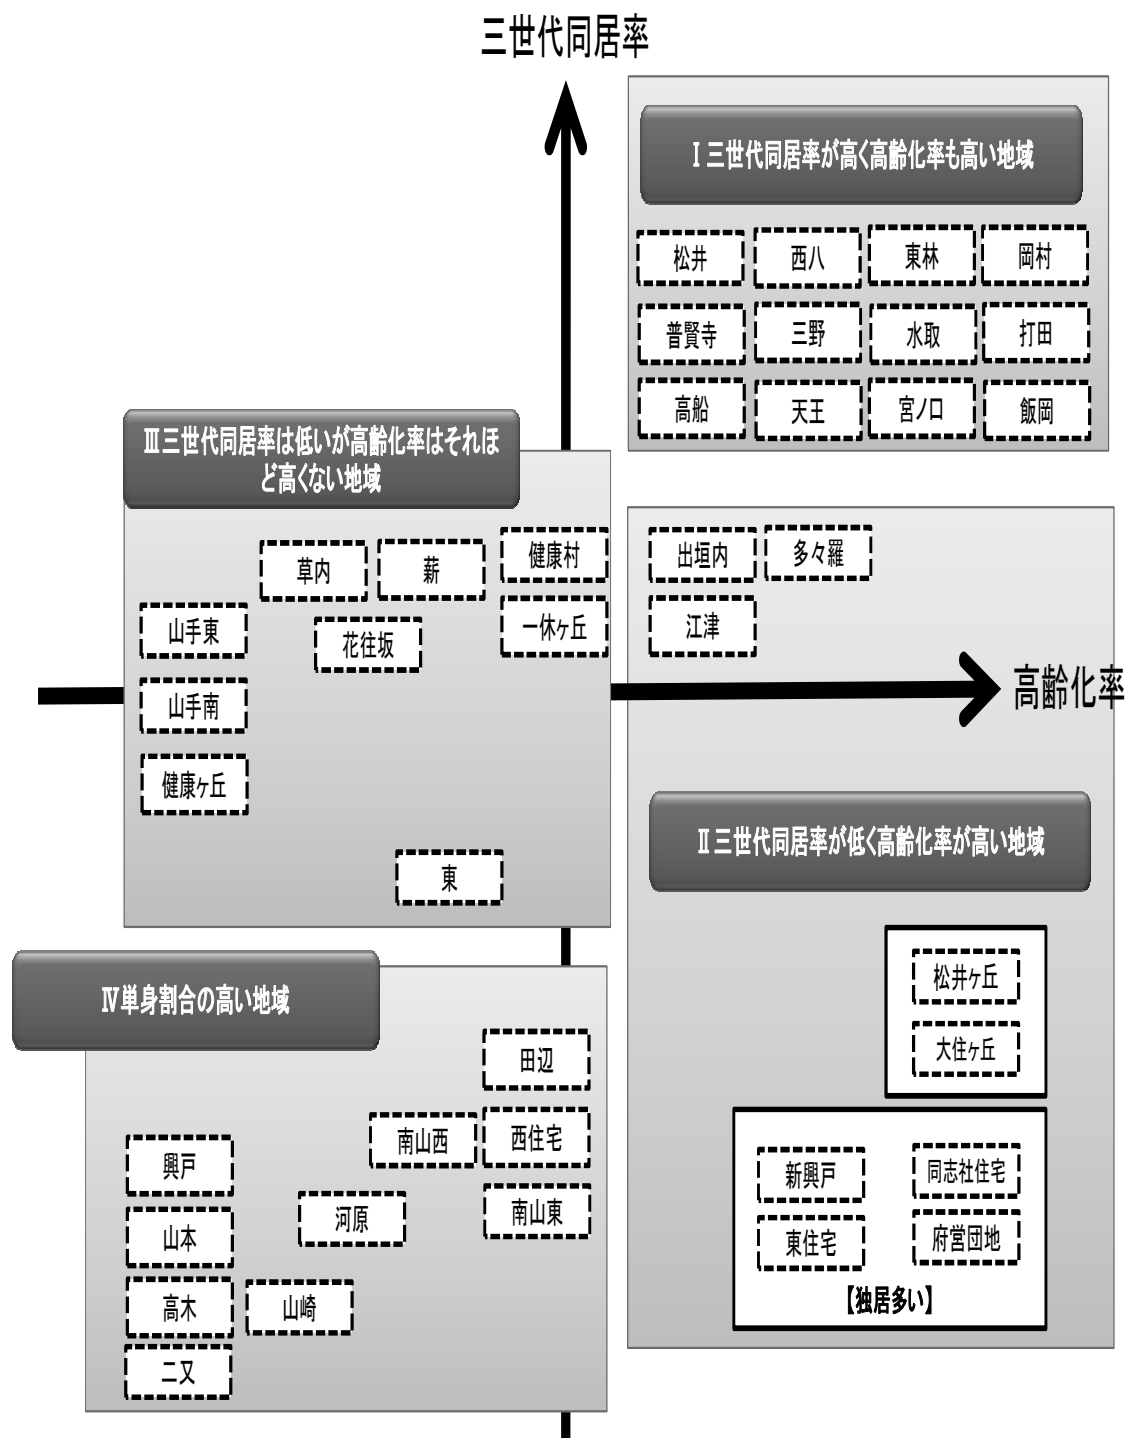 三世代同居率
Ⅰ 三世代同居率が高く高齢化率も高い地域
松井
西八
東林
岡村
普賢寺
三野
水取
打田
高船
天王
宮ノ口
飯岡
Ⅲ三世代同居率は低いが高齢化率はそれほ
ど高くない地域
草内
薪
健康村
山手東
花往坂
一休ヶ丘
山手南
健康ヶ丘
東
出垣内
多々羅
江津
高齢化率
Ⅱ 三世代同居率が低く高齢化率が高い地域
松井ヶ丘
大住ヶ丘
新興戸
同志社住宅
東住宅
府営団地
【独居多い】
Ⅳ単身割合の高い地域
田辺
南山西
西住宅
興戸
河原
南山東
山本
高木
山崎
二又